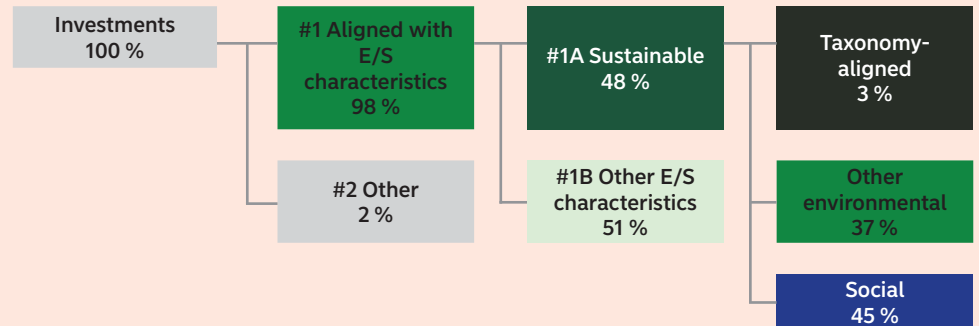 Investments
100 %
#1 Aligned with
E/S
characteristics
98 %
#1A Sustainable
48 %
Taxonomy-
aligned
3 %
#2 Other
2 %
#1B Other E/S
characteristics
51 %
Other
environmental
37 %
Social
45 %